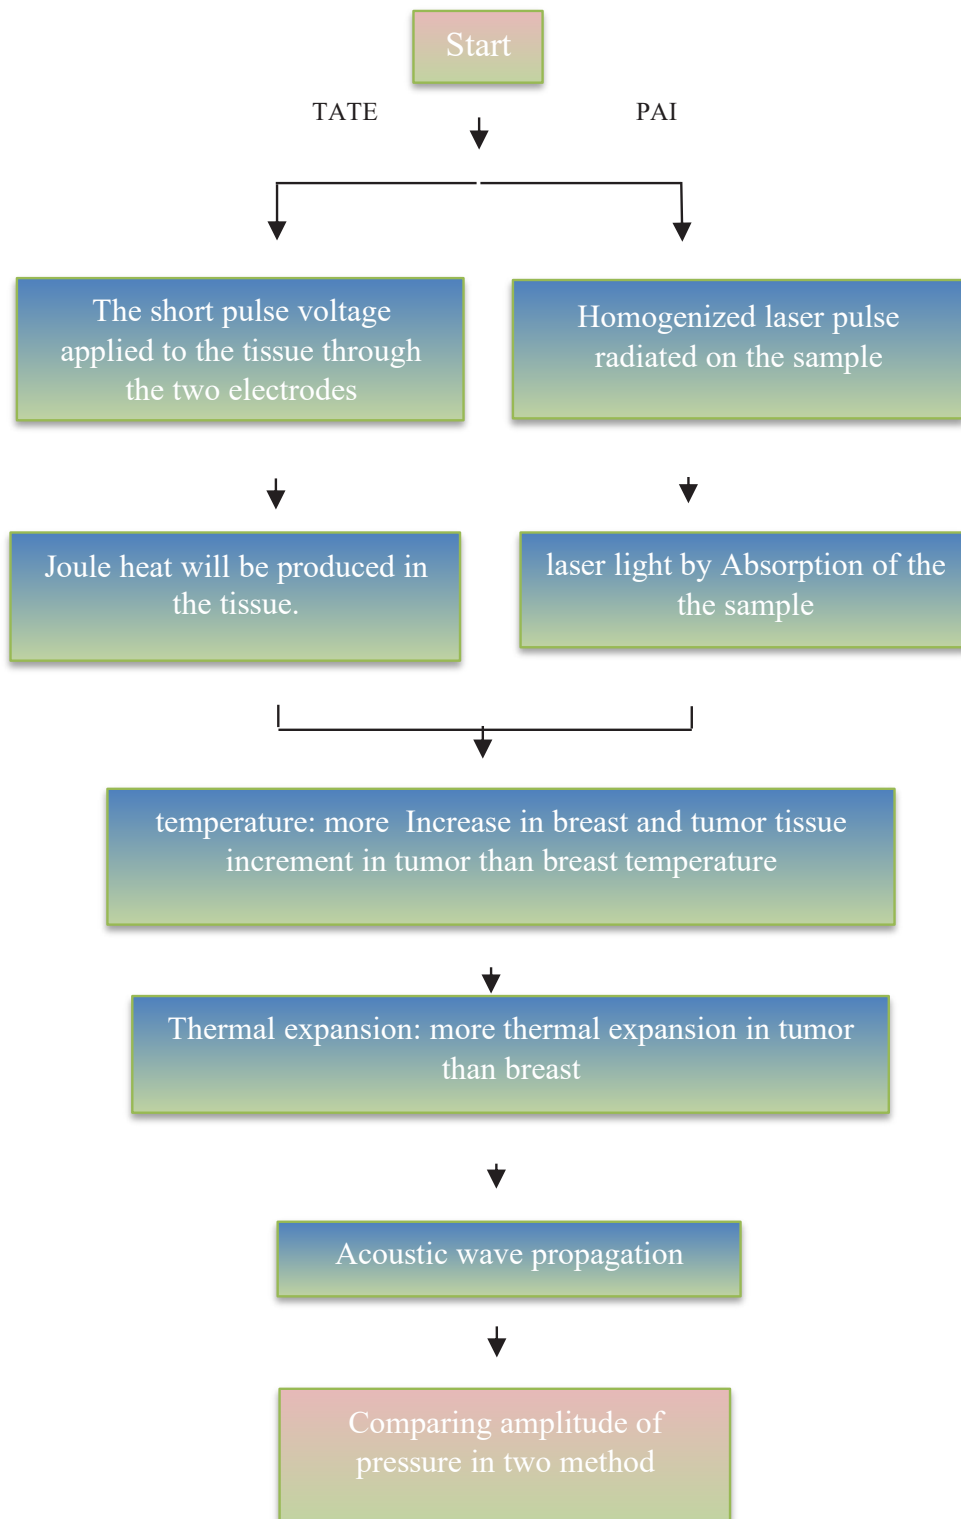 Start
TATE
PAI
The short pulse voltage
applied to the tissue through
the two electrodes
Homogenized laser pulse
radiated on the sample
Joule heat will be produced in
the tissue.
laser light by Absorption of the
the sample
temperature: more  Increase in breast and tumor tissue
increment in tumor than breast temperature
Thermal expansion: more thermal expansion in tumor
than breast
Acoustic wave propagation
Comparing amplitude of
pressure in two method